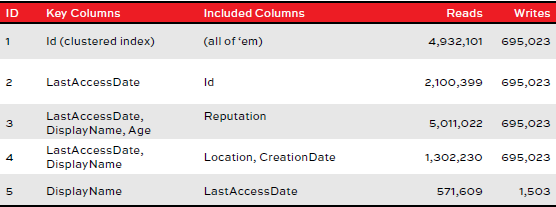 ID Key Columns Included Columns Reads Writes
1 Id (clustered index) (all of ‘em) 4,932,101 695,023
2 LastAccessDate Id 2,100,399 695,023
3 LastAccessDate, DisplayName, Age Reputation 5,011,022 695,023
4 LastAccessDate, DisplayName Location, CreationDate 1,302,230 695,023
5 DisplayName LastAccessDate 571,609 1,503